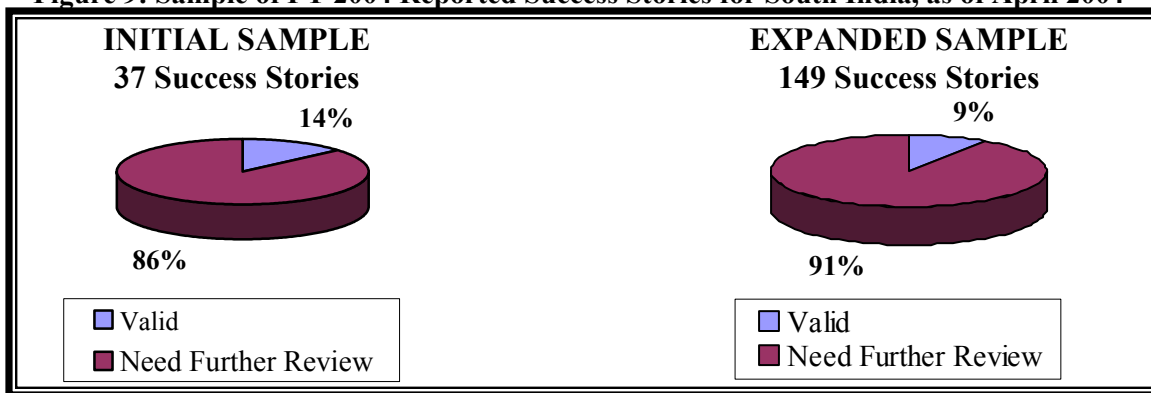 Figure 9: Sample of FY 2004 Reported Success Stories for South India, as of April 2004
INITIAL SAMPLE
37 Success Stories
14%
86%
Valid
Need Further Review
EXPANDED SAMPLE
149 Success Stories
9%
91%
Valid
Need Further Review